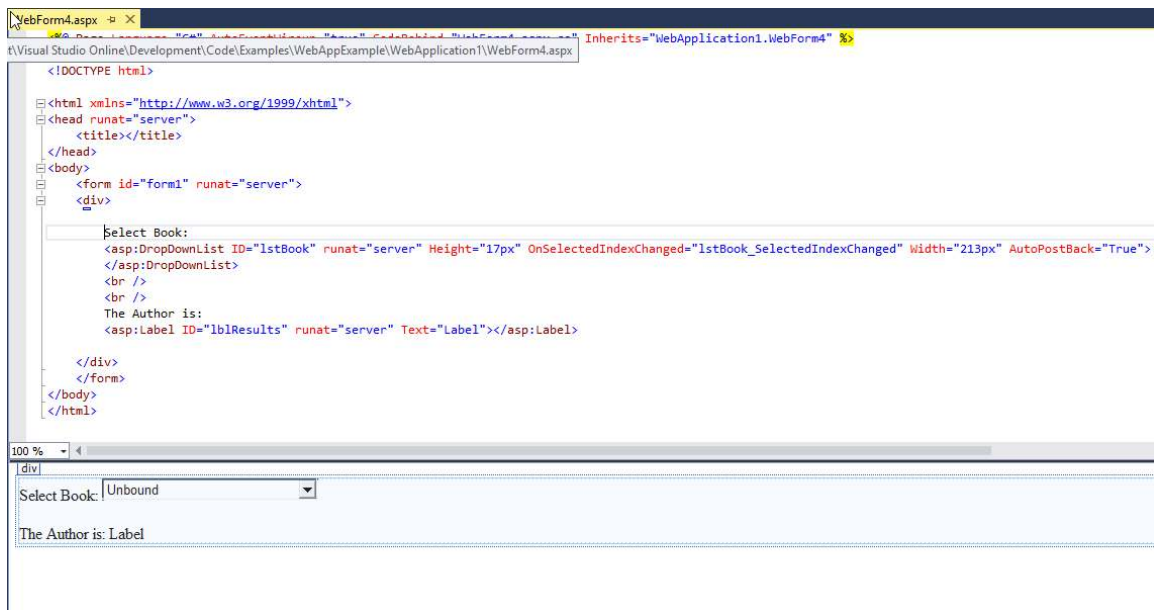 WebForm4.aspx
Inherits="WebApplication1.WebForm4" %>
t\Visual Studio Online\Development\Code\Examples\WebAppExample\WebApplication1\WebForm4.aspx
<!DOCTYPE html>
<html xmlns="http://www.w3.org/1999/xhtml">
<head runat="server">
<title></title>
</head>
<body>
<form id="form1" runat="server">
<div>
Select Book:
<asp:DropDownList ID="lstBook" runat="server" Height="17px" OnSelectedIndexChanged="lstBook_SelectedIndexChanged" Width="213px" AutoPostBack="True">
</asp:DropDownList>
<br />
<br />
The Author is:
<asp:Label ID="lblResults" runat="server" Text="Label"></asp:Label>
</div>
</form>
</body>
</html>
100 %
div
Select Book: Unbound
The Author is: Label